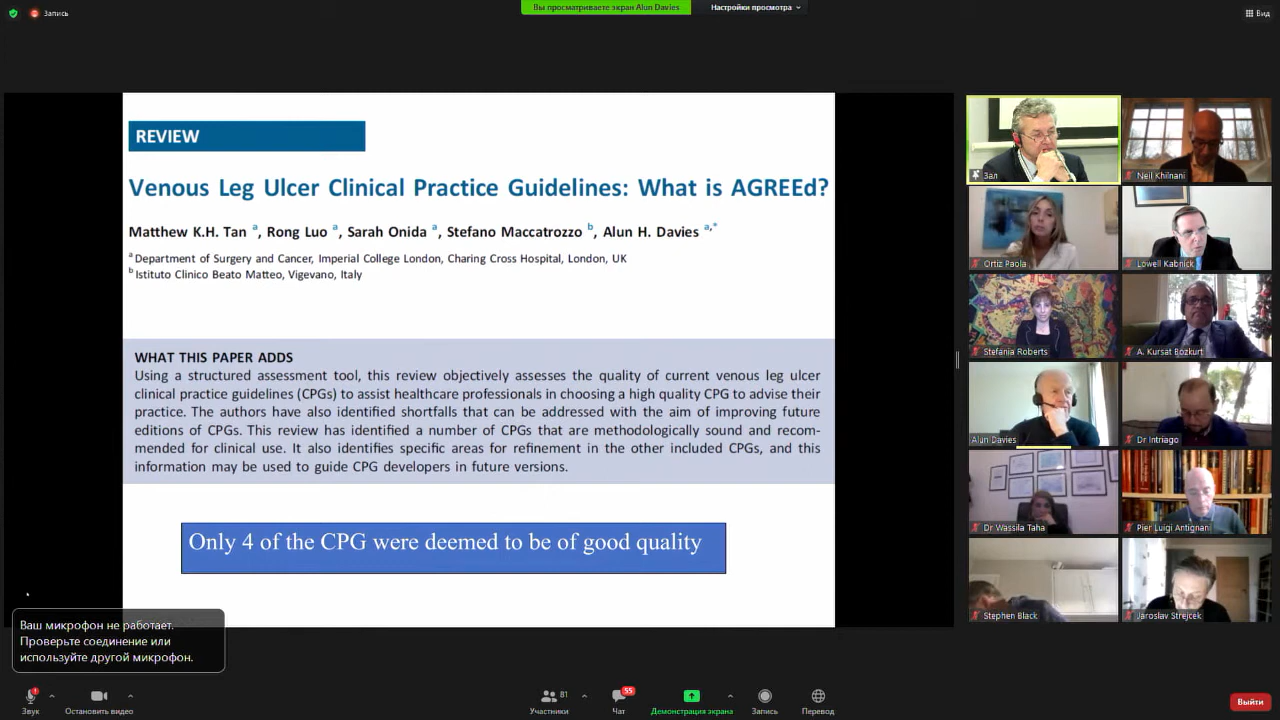 Запись
Вы просматриваете экран Alun Davies
Настройки просмотра
Вид
REVIEW
Venous Leg Ulcer Clinical Practice Guidelines: What is AGREEd?
Matthew K.H. Tan a, Rong Luo a, Sarah Onida a, Stefano Maccatrozzo b, Alun H. Davies a,*
a Department of Surgery and Cancer, Imperial College London, Charing Cross Hospital, London, UK
b Istituto Clinico Beato Matteo, Vigevano, Italy
WHAT THIS PAPER ADDS
Using a structured assessment tool, this review objectively assesses the quality of current venous leg ulcer
clinical practice guidelines (CPGs) to assist healthcare professionals in choosing a high quality CPG to advise their
practice. The authors have also identified shortfalls that can be addressed with the aim of improving future
editions of CPGs. This review has identified a number of CPGs that are methodologically sound and recom-
mended for clinical use. It also identifies specific areas for refinement in the other included CPGs, and this
information may be used to guide CPG developers in future versions.
Only 4 of the CPG were deemed to be of good quality
Зал
Neil Khilnani
Ortiz Paola
Lowell Kabnick
Stefania Roberts
A. Kursat Bozkurt
Alun Davies
Dr Intriago
Dr Wassila Taha
Pier Luigi Antignani
Stephen Black
Jaroslav Strejcek
Ваш микрофон не работает.
Проверьте соединение или
используйте другой микрофон.
Звук
Остановить видео
Участники
81
Чат
55
Демонстрация экрана
Запись
Перевод
Выйти